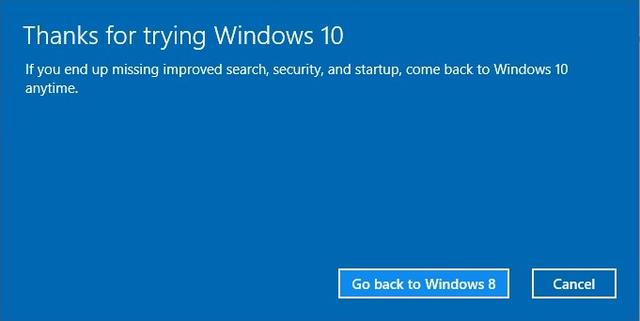 Thanks for trying Windows 10
If you end up missing improved search, security, and startup, come back to Windows 10
anytime.
Go back to Windows 8
Cancel